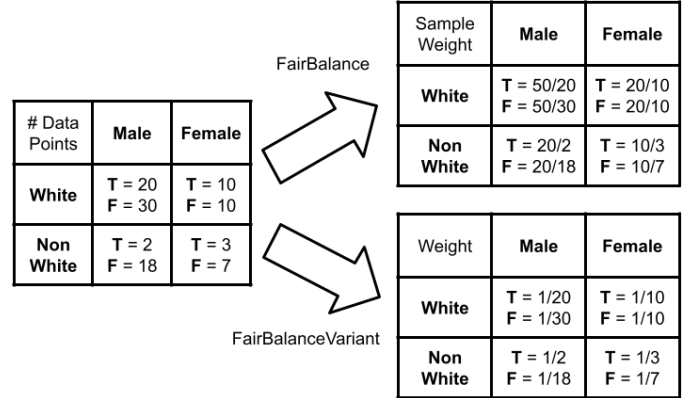 # Data Points
Male
Female
White
T = 20
F = 30
T = 10
F = 10
Non White
T = 2
F = 18
T = 3
F = 7
FairBalance
Sample Weight
Male
Female
White
T = 50/20
F = 50/30
T = 20/10
F = 20/10
Non White
T = 20/2
F = 20/18
T = 10/3
F = 10/7
FairBalanceVariant
Weight
Male
Female
White
T = 1/20
F = 1/30
T = 1/10
F = 1/10
Non White
T = 1/2
F = 1/18
T = 1/3
F = 1/7